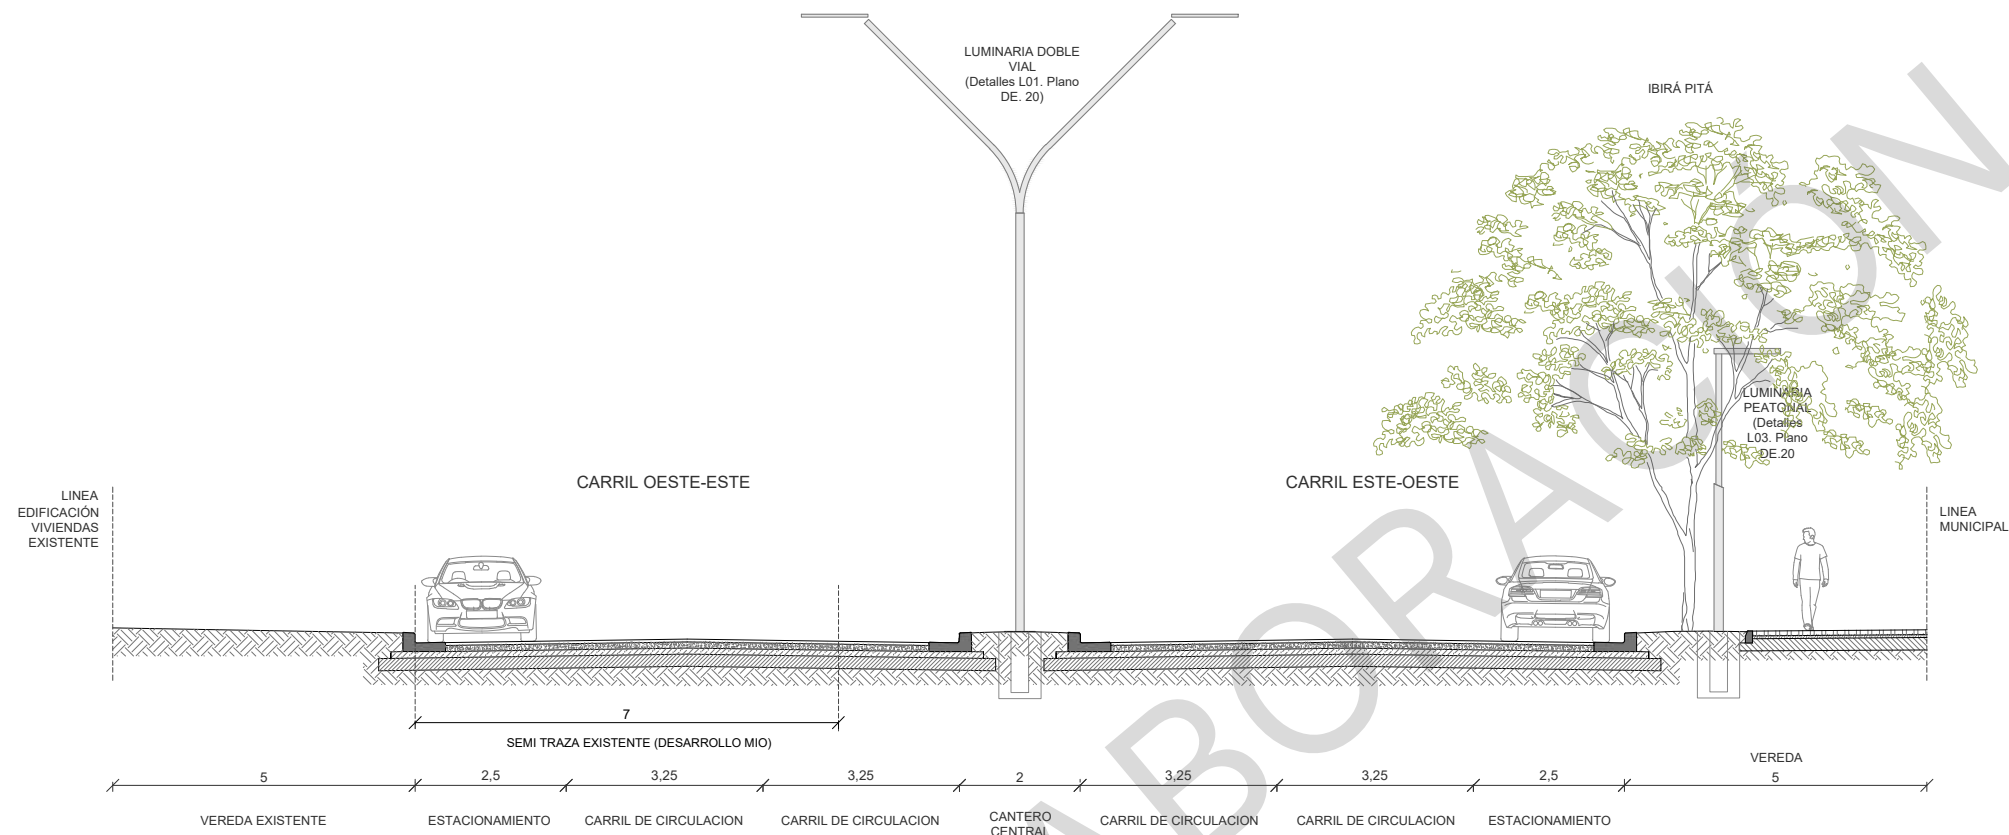 LUMINARIA DOBLE
VIAL
(Detalles L01. Plano
DE. 20)
IBIRÁ PITÁ
LUMINARIA
PEATONAL
(Detalles
L03. Plano
DE.20
CARRIL OESTE-ESTE
CARRIL ESTE-OESTE
LINEA
EDIFICACIÓN
VIVIENDAS
EXISTENTE
LINEA
MUNICIPAL
7
SEMI TRAZA EXISTENTE (DESARROLLO MIO)
VEREDA
5 2,5 3,25 3,25 2 3,25 3,25 2,5 5
VEREDA EXISTENTE ESTACIONAMIENTO CARRIL DE CIRCULACION CARRIL DE CIRCULACION CANTERO CARRIL DE CIRCULACION CARRIL DE CIRCULACION ESTACIONAMIENTO
CENTRAL
ABORACIÓN